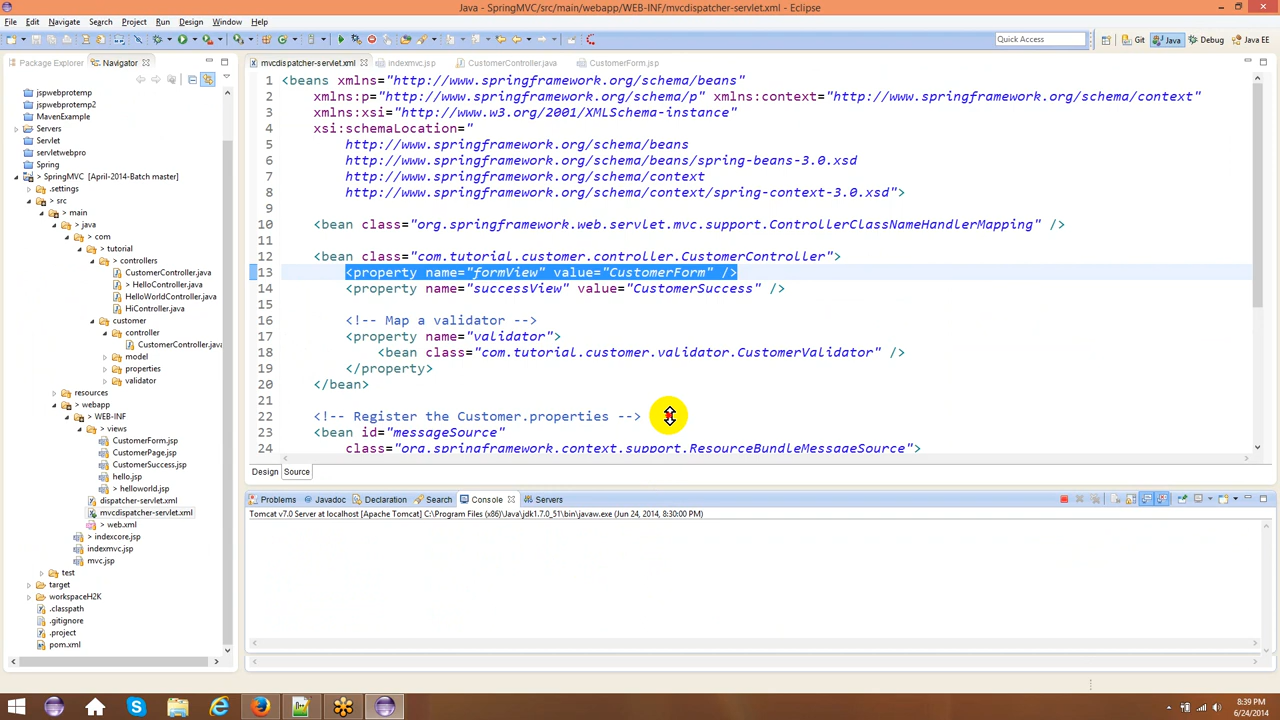 Java - SpringMVC/src/main/webapp/WEB-INF/mvcdispatcher-servlet.xml - Eclipse
File Edit Navigate Search Project Run Design Window Help
Quick Access
Git Java Debug Java EE
Package Explorer Navigator
mvcdispatcher-servlet.xml indexmvc.jsp CustomerController.java CustomerForm.jsp
jspwebprotemp
jspwebprotemp2
MavenExample
Servers
Servlet
servletwebpro
Spring
> SpringMVC [April-2014-Batch master]
.settings
> src
> main
> java
> com
> tutorial
> controllers
CustomerController.java
> HelloController.java
HelloWorldController.java
HiController.java
> customer
controller
CustomerController.java
model
properties
validator
resources
> webapp
> WEB-INF
> views
CustomerForm.jsp
CustomerPage.jsp
CustomerSuccess.jsp
hello.jsp
> helloworld.jsp
dispatcher-servlet.xml
mvcdispatcher-servlet.xml
> web.xml
> indexcore.jsp
indexmvc.jsp
mvc.jsp
test
target
workspaceH2K
.classpath
.gitignore
.project
pom.xml
1 <beans xmlns="http://www.springframework.org/schema/beans"
2 xmlns:p="http://www.springframework.org/schema/p" xmlns:context="http://www.springframework.org/schema/context"
3 xmlns:xsi="http://www.w3.org/2001/XMLSchema-instance"
4 xsi:schemaLocation="
5 http://www.springframework.org/schema/beans
6 http://www.springframework.org/schema/beans/spring-beans-3.0.xsd
7 http://www.springframework.org/schema/context
8 http://www.springframework.org/schema/context/spring-context-3.0.xsd">
9
10 <bean class="org.springframework.web.servlet.mvc.support.ControllerClassNameHandlerMapping" />
11
12 <bean class="com.tutorial.customer.controller.CustomerController">
13 <property name="formView" value="CustomerForm" />
14 <property name="successView" value="CustomerSuccess" />
15
16 <!-- Map a validator -->
17 <property name="validator">
18 <bean class="com.tutorial.customer.validator.CustomerValidator" />
19 </property>
20 </bean>
21
22 <!-- Register the Customer.properties -->
23 <bean id="messageSource"
24 class="org.springframework.context.support.ResourceBundleMessageSource">
Design Source
Problems Javadoc Declaration Search Console Servers
Tomcat v7.0 Server at localhost [Apache Tomcat] C:\Program Files (x86)\Java\jdk1.7.0_51\bin\javaw.exe (Jun 24, 2014, 8:30:00 PM)
8:39 PM
6/24/2014